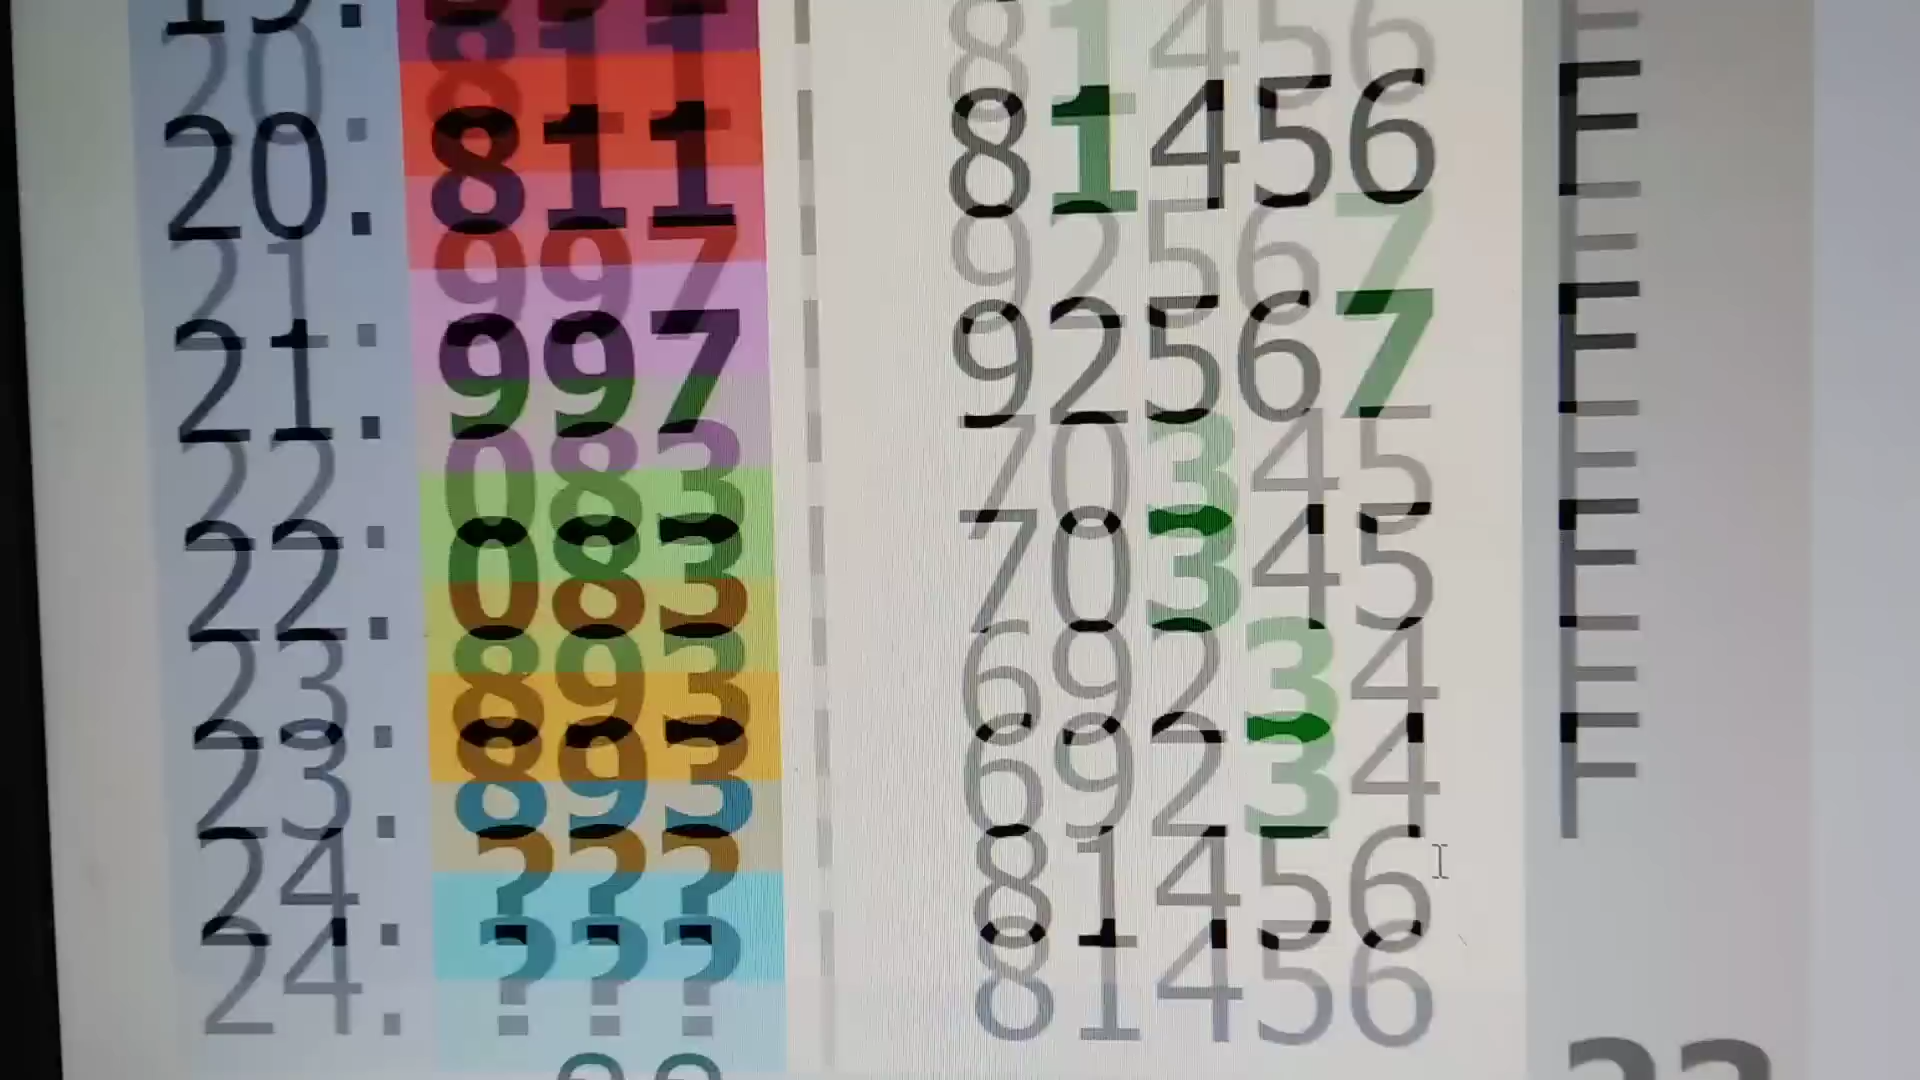 20: 811 81456 F
21: 997 92567 F
22: 083 70345 F
23: 893 69234 F
24: ??? 81456